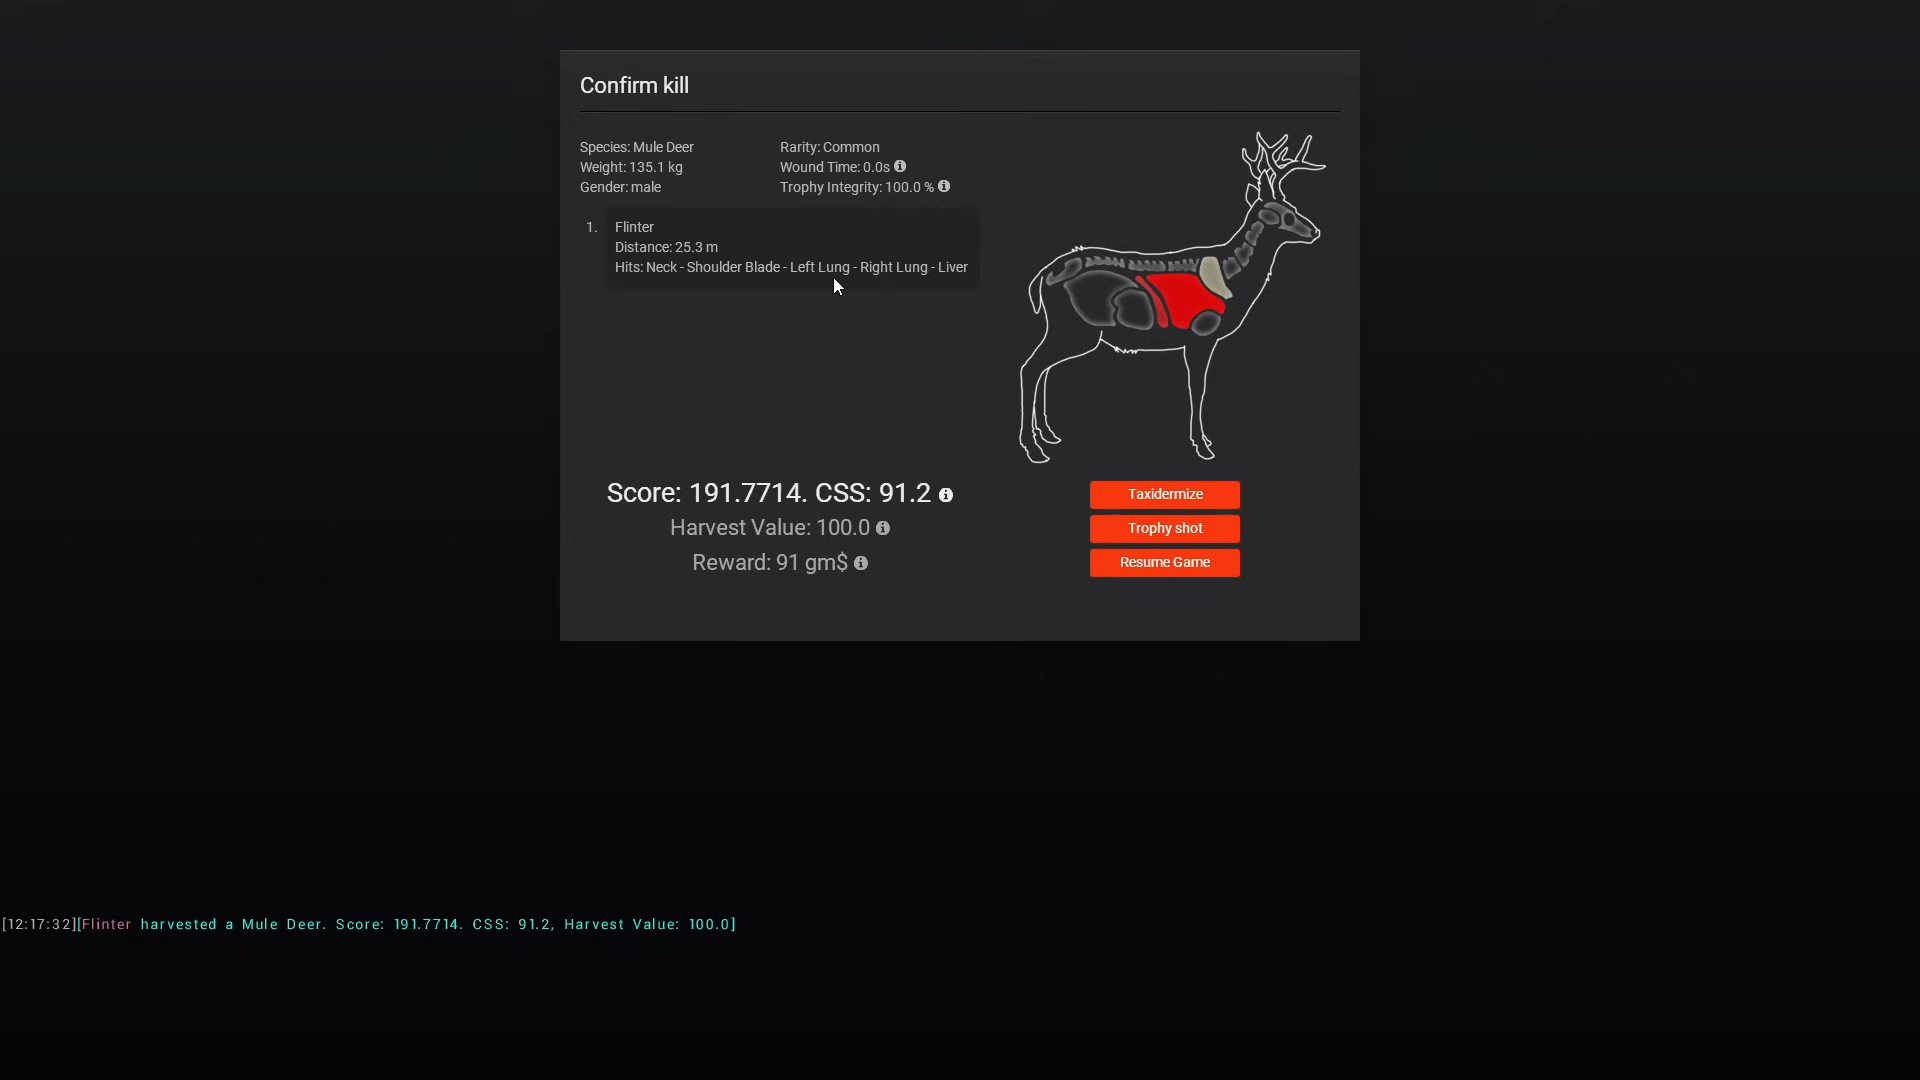 Confirm kill
Species: Mule Deer
Weight: 135.1 kg
Gender: male
Rarity: Common
Wound Time: 0.0s
Trophy Integrity: 100.0 %
1. Flinter
Distance: 25.3 m
Hits: Neck - Shoulder Blade - Left Lung - Right Lung - Liver
Score: 191.7714. CSS: 91.2
Harvest Value: 100.0
Reward: 91 gm$
Taxidermize
Trophy shot
Resume Game
[12:17:32][Flinter harvested a Mule Deer. Score: 191.7714. CSS: 91.2, Harvest Value: 100.0]